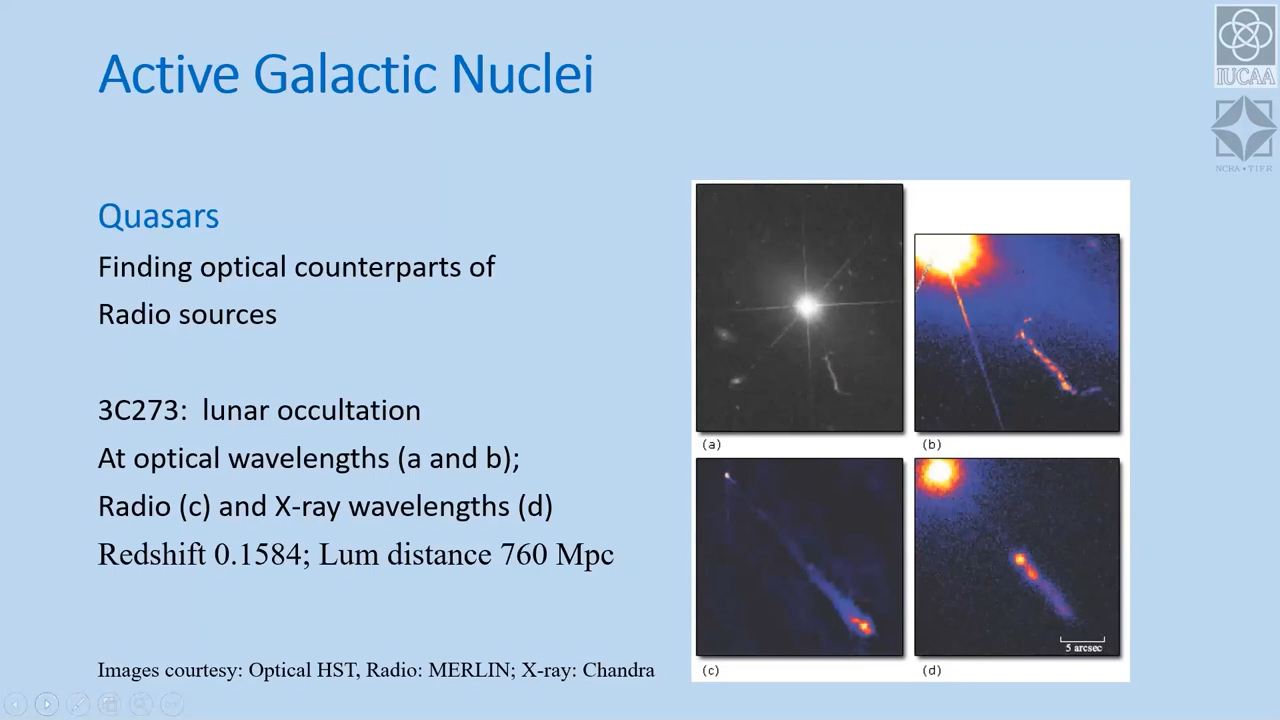 Active Galactic Nuclei
IUCAA
NCRA • TIFR
Quasars
Finding optical counterparts of
Radio sources
3C273:  lunar occultation
At optical wavelengths (a and b);
Radio (c) and X-ray wavelengths (d)
Redshift 0.1584; Lum distance 760 Mpc
Images courtesy: Optical HST, Radio: MERLIN; X-ray: Chandra
(a)
(b)
(c)
(d)
5 arcsec